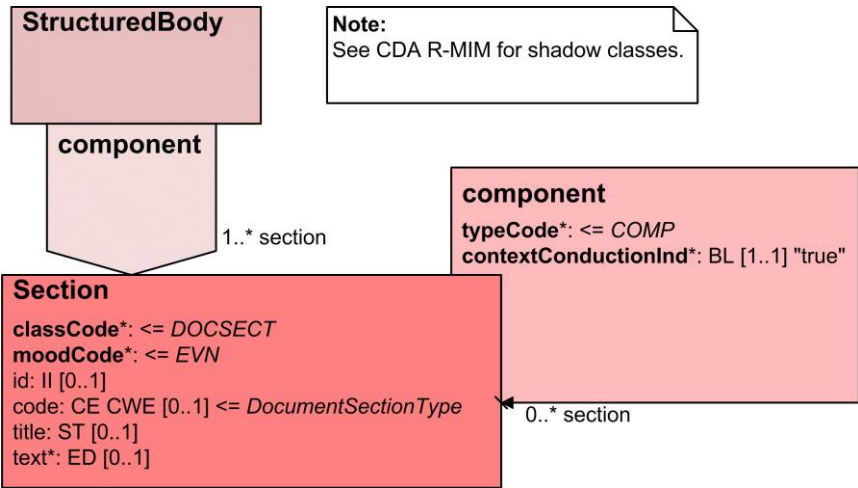 StructuredBody
Note:
See CDA R-MIM for shadow classes.
component
1..* section
component
typeCode*: <= COMP
contextConductionInd*: BL [1..1] "true"
Section
classCode*: <= DOCSECT
moodCode*: <= EVN
id: II [0..1]
code: CE CWE [0..1] <= DocumentSectionType
title: ST [0..1]
text*: ED [0..1]
0..* section